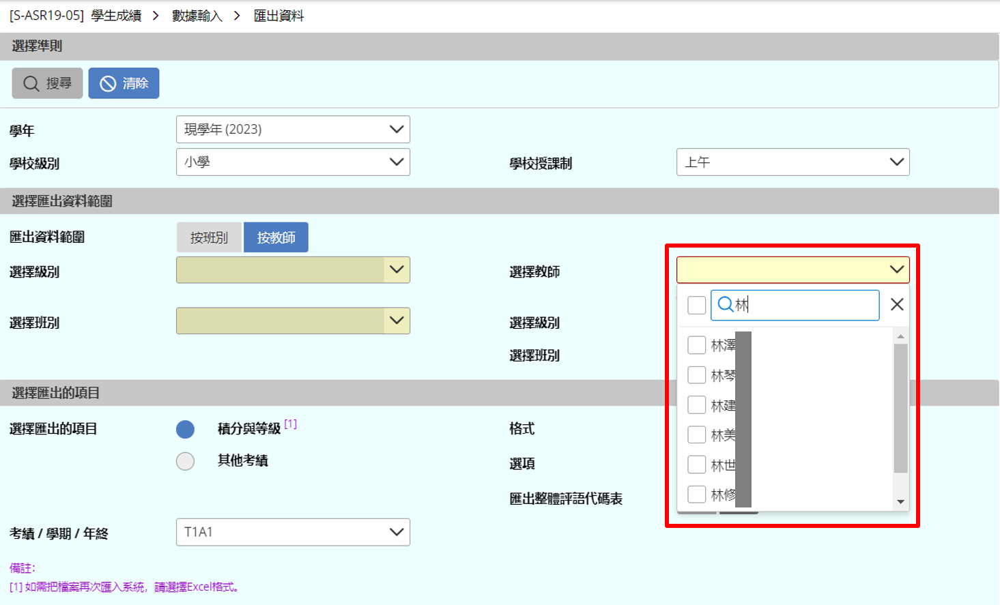 [S-ASR19-05] 學生成績 > 數據輸入 > 匯出資料
選擇準則
搜尋 清除
學年 現學年 (2023)
學校級別 小學 學校授課制 上午
選擇匯出資料範圍
匯出資料範圍 按班別 按教師
選擇級別 選擇教師
林
選擇班別 選擇級別
林澤
選擇班別
林琴
選擇匯出的項目
林建
選擇匯出的項目 積分與等級 [1] 格式
林美
其他考績 選項
林世
匯出整體評語代碼表
林修
考績 / 學期 / 年終 T1A1
備註:
[1] 如需把檔案再次匯入系統，請選擇Excel格式。